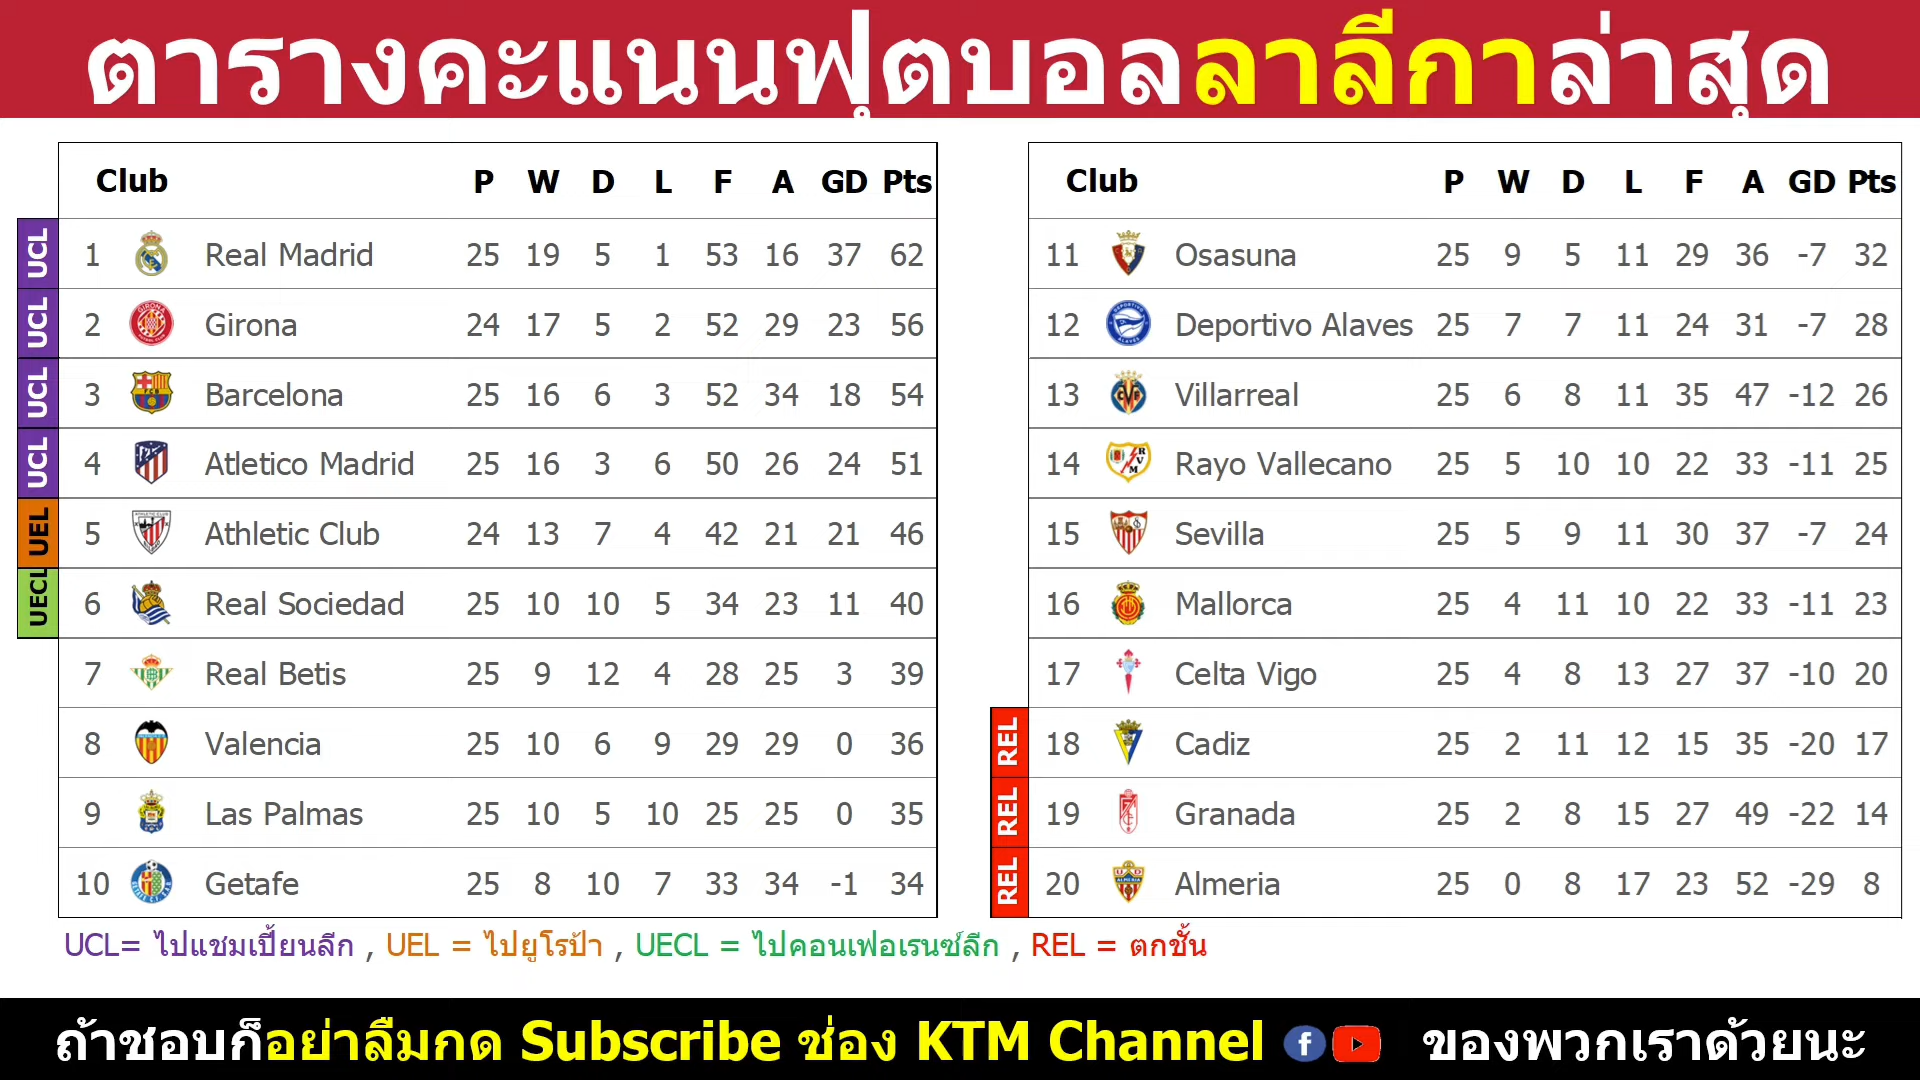 ตารางคะแนนฟุตบอลลาลีกาล่าสุด
Club P W D L F A GD Pts
UCL 1 Real Madrid 25 19 5 1 53 16 37 62
UCL 2 Girona 24 17 5 2 52 29 23 56
UCL 3 Barcelona 25 16 6 3 52 34 18 54
UCL 4 Atletico Madrid 25 16 3 6 50 26 24 51
UEL 5 Athletic Club 24 13 7 4 42 21 21 46
UECL 6 Real Sociedad 25 10 10 5 34 23 11 40
7 Real Betis 25 9 12 4 28 25 3 39
8 Valencia 25 10 6 9 29 29 0 36
9 Las Palmas 25 10 5 10 25 25 0 35
10 Getafe 25 8 10 7 33 34 -1 34
Club P W D L F A GD Pts
11 Osasuna 25 9 5 11 29 36 -7 32
12 Deportivo Alaves 25 7 7 11 24 31 -7 28
13 Villarreal 25 6 8 11 35 47 -12 26
14 Rayo Vallecano 25 5 10 10 22 33 -11 25
15 Sevilla 25 5 9 11 30 37 -7 24
16 Mallorca 25 4 11 10 22 33 -11 23
17 Celta Vigo 25 4 8 13 27 37 -10 20
REL 18 Cadiz 25 2 11 12 15 35 -20 17
REL 19 Granada 25 2 8 15 27 49 -22 14
REL 20 Almeria 25 0 8 17 23 52 -29 8
UCL= ไปแชมเปี้ยนลีก , UEL = ไปยูโรป้า , UECL = ไปคอนเฟอเรนซ์ลีก , REL = ตกชั้น
ถ้าชอบก็อย่าลืมกด Subscribe ช่อง KTM Channel ของพวกเราด้วยนะ